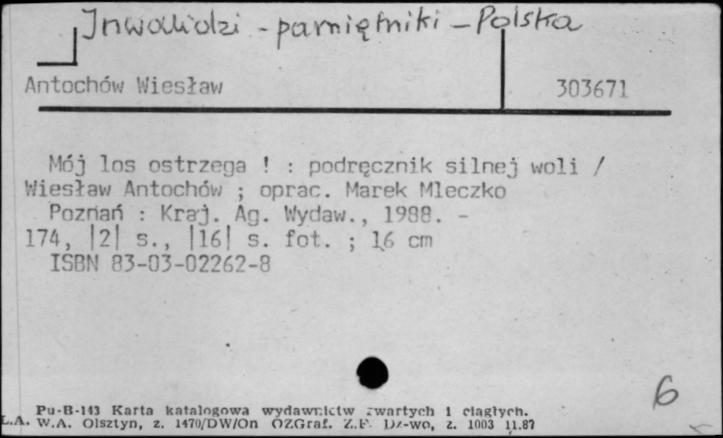 Inwalidzi - pamiętniki - Polska
Antochów Wiesław 303671
Mój los ostrzega ! : podręcznik silnej woli /
Wiesław Antochów ; oprac. Marek Mleczko
Poznań : Kraj. Ag. Wydaw., 1988. -
174, |2| s., |16| s. fot. ; 16 cm
ISBN 83-03-02262-8
6
Pu-B-143 Karta katalogowa wydawnictw zwartych i ciągłych.
L.A. W.A. Olsztyn, z. 1470/DW/On OZGraf. Z.P. Dz-wo, z. 1003 11.87